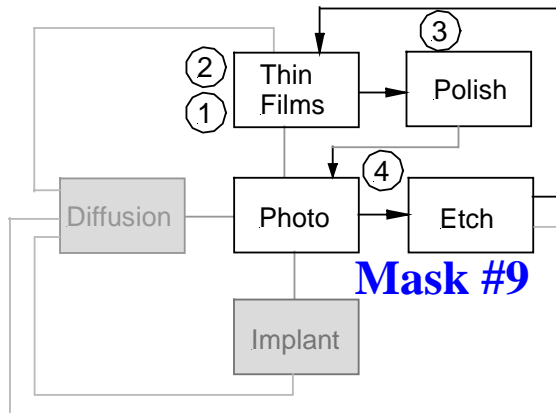 3
2
Thin
Films
Polish
1
4
Diffusion
Photo
Etch
Mask #9
Implant